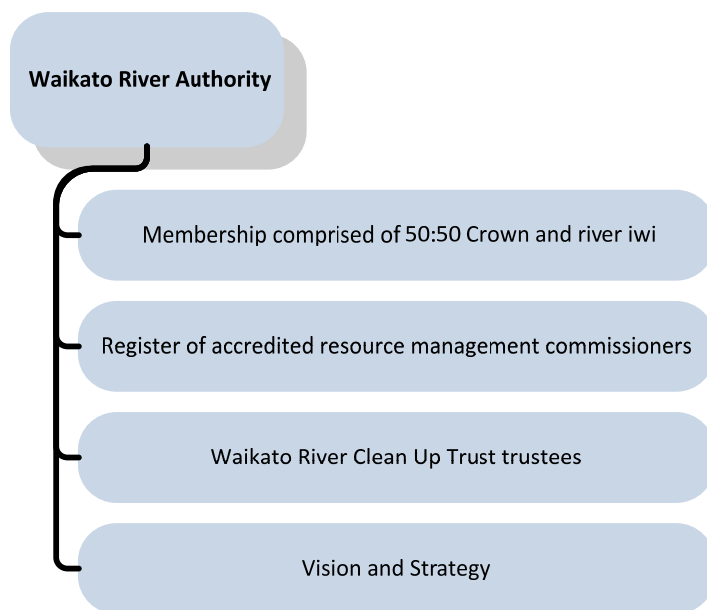 Waikato River Authority
Membership comprised of 50:50 Crown and river iwi
Register of accredited resource management commissioners
Waikato River Clean Up Trust trustees
Vision and Strategy